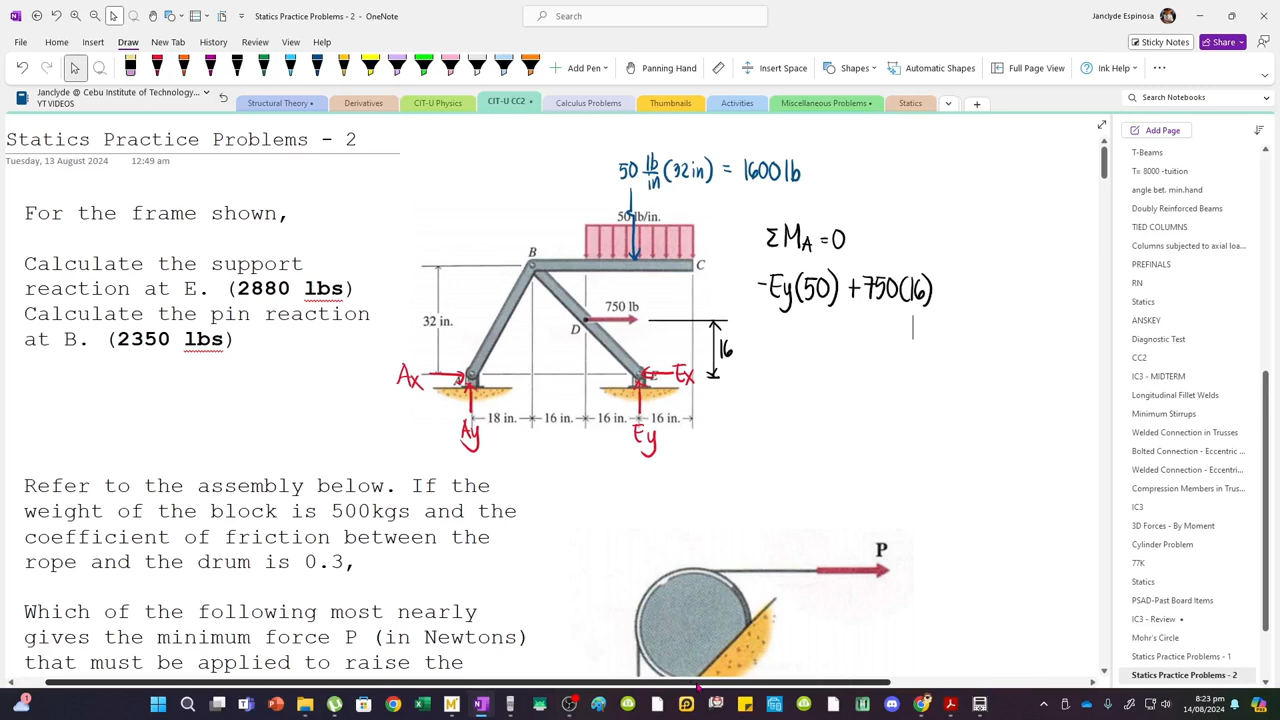 Statics Practice Problems - 2 - OneNote
Search
Janclyde Espinosa
File Home Insert Draw New Tab History Review View Help
Sticky Notes Share
Add Pen Panning Hand Insert Space Shapes Automatic Shapes Full Page View Ink Help
Janclyde @ Cebu Institute of Technology...
YT VIDEOS
Structural Theory Derivatives CIT-U Physics CIT-U CC2 Calculus Problems Thumbnails Activities Miscellaneous Problems Statics
Search Notebooks
Add Page
Statics Practice Problems - 2
Tuesday, 13 August 2024 12:49 am
For the frame shown,
Calculate the support
reaction at E. (2880 lbs)
Calculate the pin reaction
at B. (2350 lbs)
50 lb/in (32in) = 1600lb
50 lb/in.
B
C
750 lb
D
32 in.
16
Ax
A
Ex
18 in. 16 in. 16 in. 16 in.
Ay
Ey
ΣMA = 0
-Ey(50) + 750(16)
Refer to the assembly below. If the
weight of the block is 500kgs and the
coefficient of friction between the
rope and the drum is 0.3,
Which of the following most nearly
gives the minimum force P (in Newtons)
that must be applied to raise the
P
T-Beams
T= 8000 -tuition
angle bet. min.hand
Doubly Reinforced Beams
TIED COLUMNS
Columns subjected to axial loa...
PREFINALS
RN
Statics
ANSKEY
Diagnostic Test
CC2
IC3 - MIDTERM
Longitudinal Fillet Welds
Minimum Stirrups
Welded Connection in Trusses
Bolted Connection - Eccentric ...
Welded Connection - Eccentri...
Compression Members in Trus...
IC3
3D Forces - By Moment
Cylinder Problem
77K
Statics
PSAD-Past Board Items
IC3 - Review
Mohr's Circle
Statics Practice Problems - 1
Statics Practice Problems - 2
8:23 pm
14/08/2024